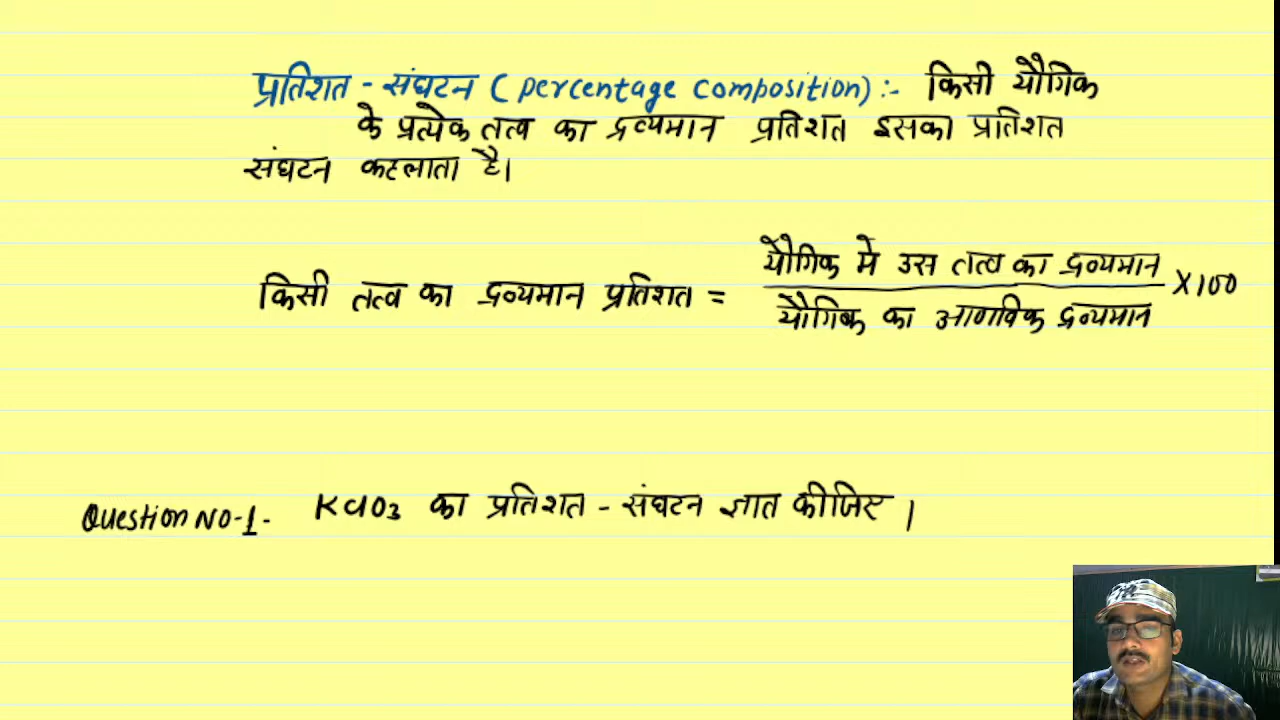 प्रतिशत - संघटन ( percentage composition) :- किसी यौगिक
के प्रत्येक तत्व का द्रव्यमान प्रतिशत इसका प्रतिशत
संघटन कहलाता है।
किसी तत्व का द्रव्यमान प्रतिशत = यौगिक मे उस तत्व का द्रव्यमान
यौगिक का आणविक द्रव्यमान
X 100
Question No-1. KClO3 का प्रतिशत - संघटन ज्ञात कीजिए |